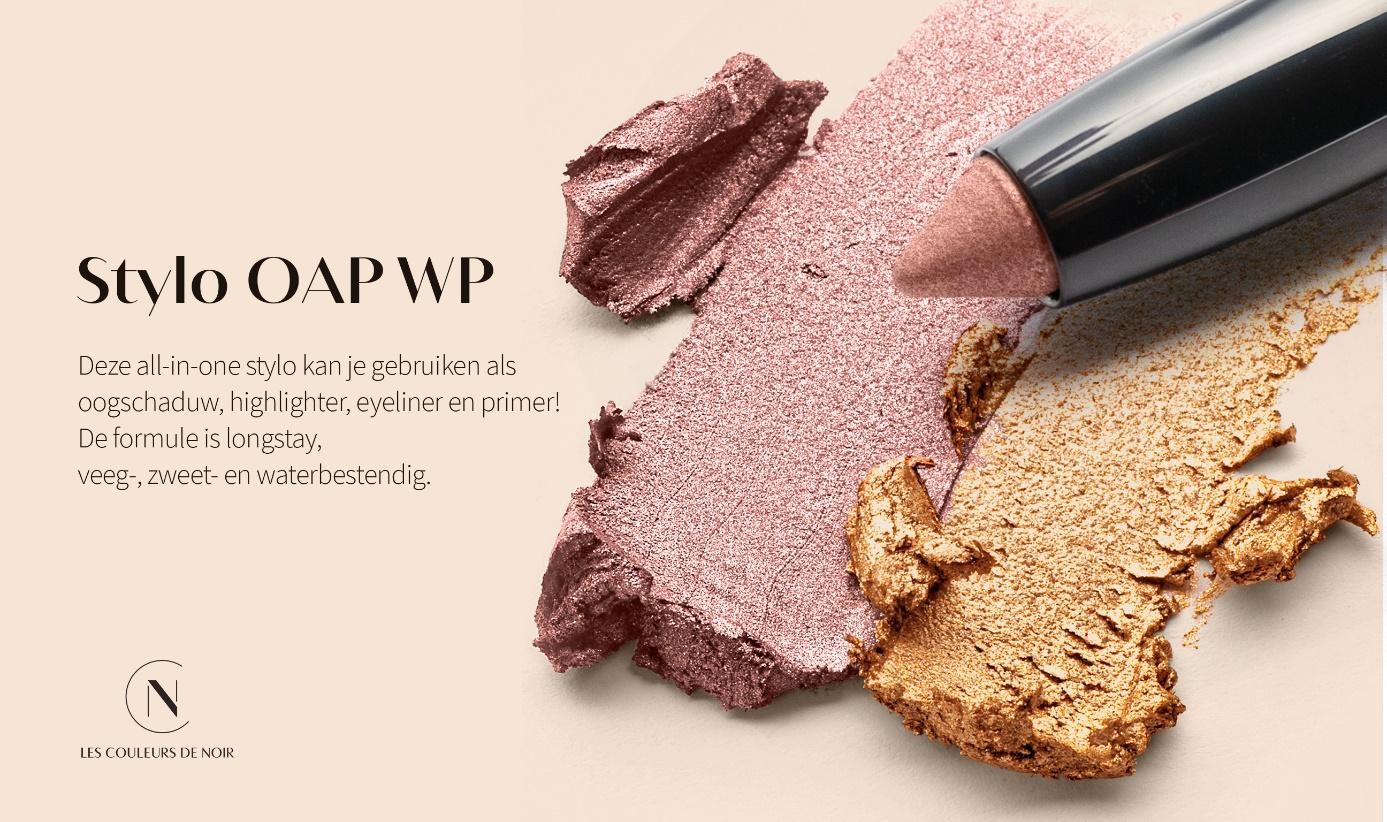 Stylo OAP WP
Deze all-in-one stylo kan je gebruiken als
oogschaduw, highlighter, eyeliner en primer!
De formule is longstay,
veeg-, zweet- en waterbestendig.
N
LES COULEURS DE NOIR